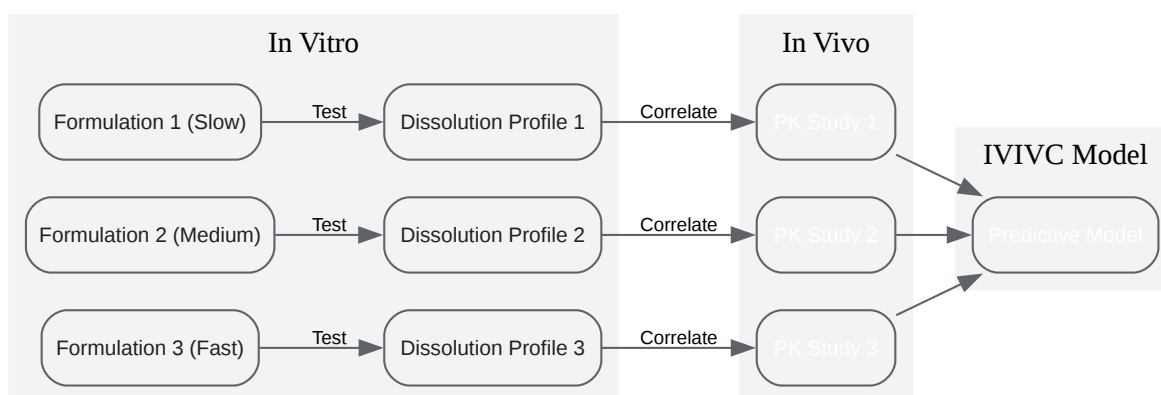 In Vitro
In Vivo
IVIVC Model
Formulation 1 (Slow)
Test
Dissolution Profile 1
Correlate
PK Study 1
Formulation 2 (Medium)
Test
Dissolution Profile 2
Correlate
PK Study 2
Predictive Model
Formulation 3 (Fast)
Test
Dissolution Profile 3
Correlate
PK Study 3